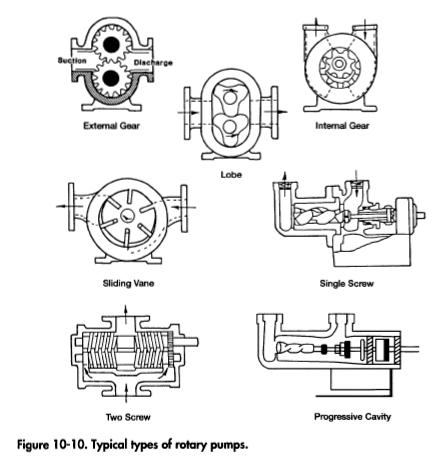 Suction
Discharge
External Gear
Lobe
Internal Gear
Sliding Vane
Single Screw
Two Screw
Progressive Cavity
Figure 10-10. Typical types of rotary pumps.